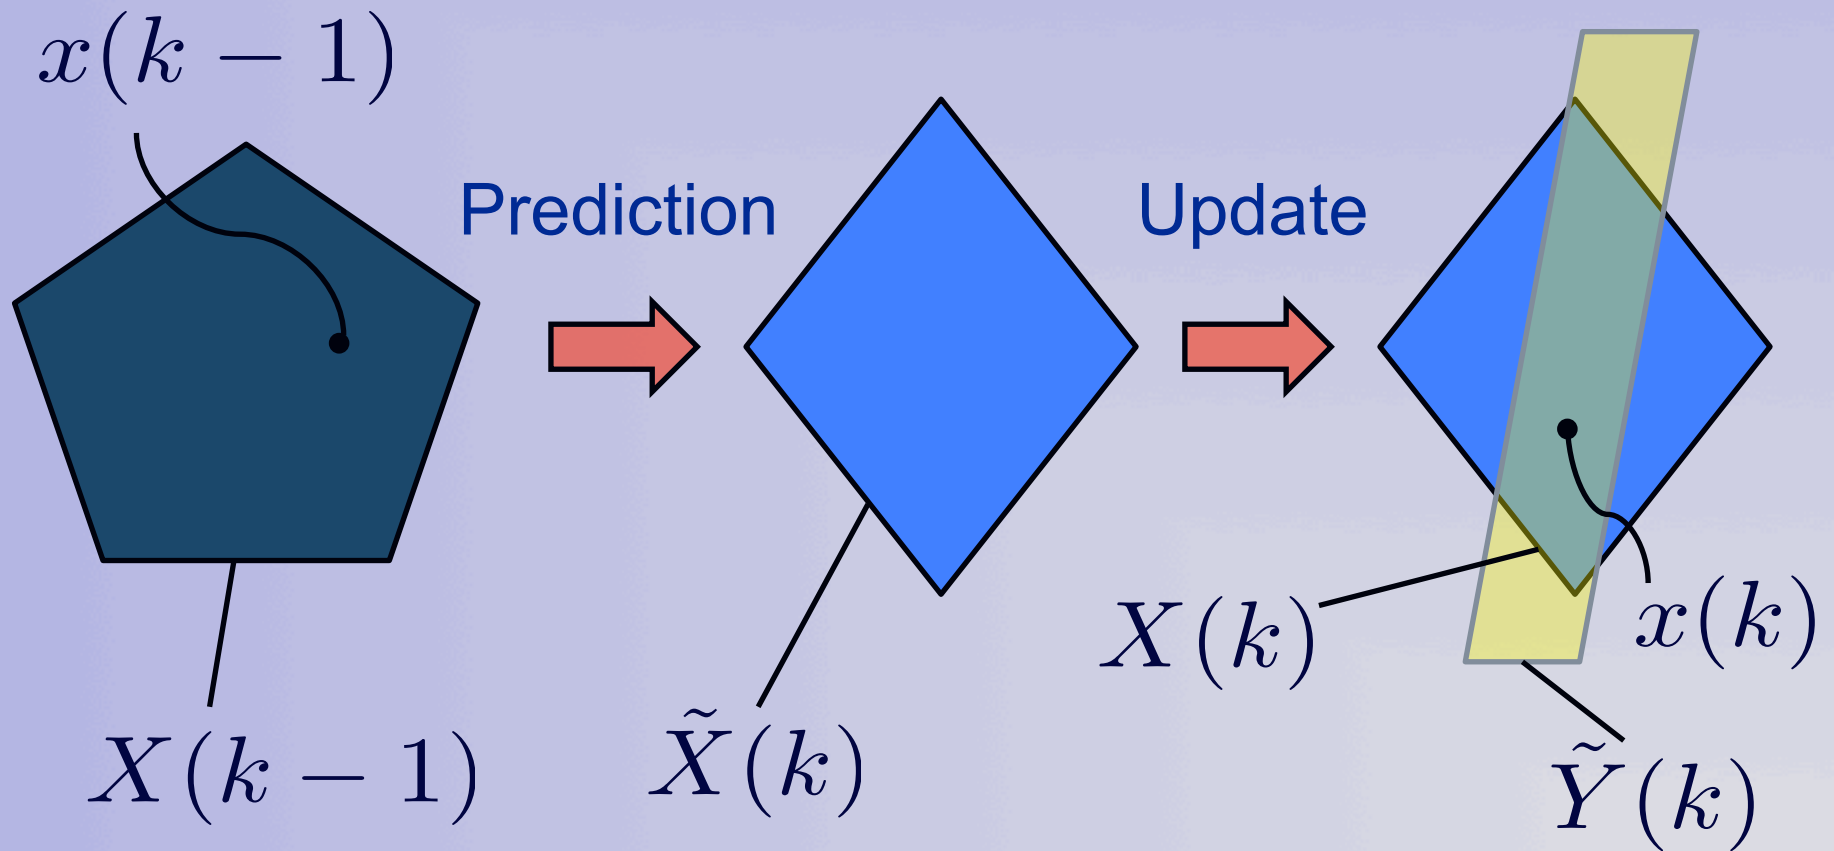 x(k − 1)
Prediction
Update
X(k − 1)
X̃(k)
X(k)
x(k)
Ỹ(k)